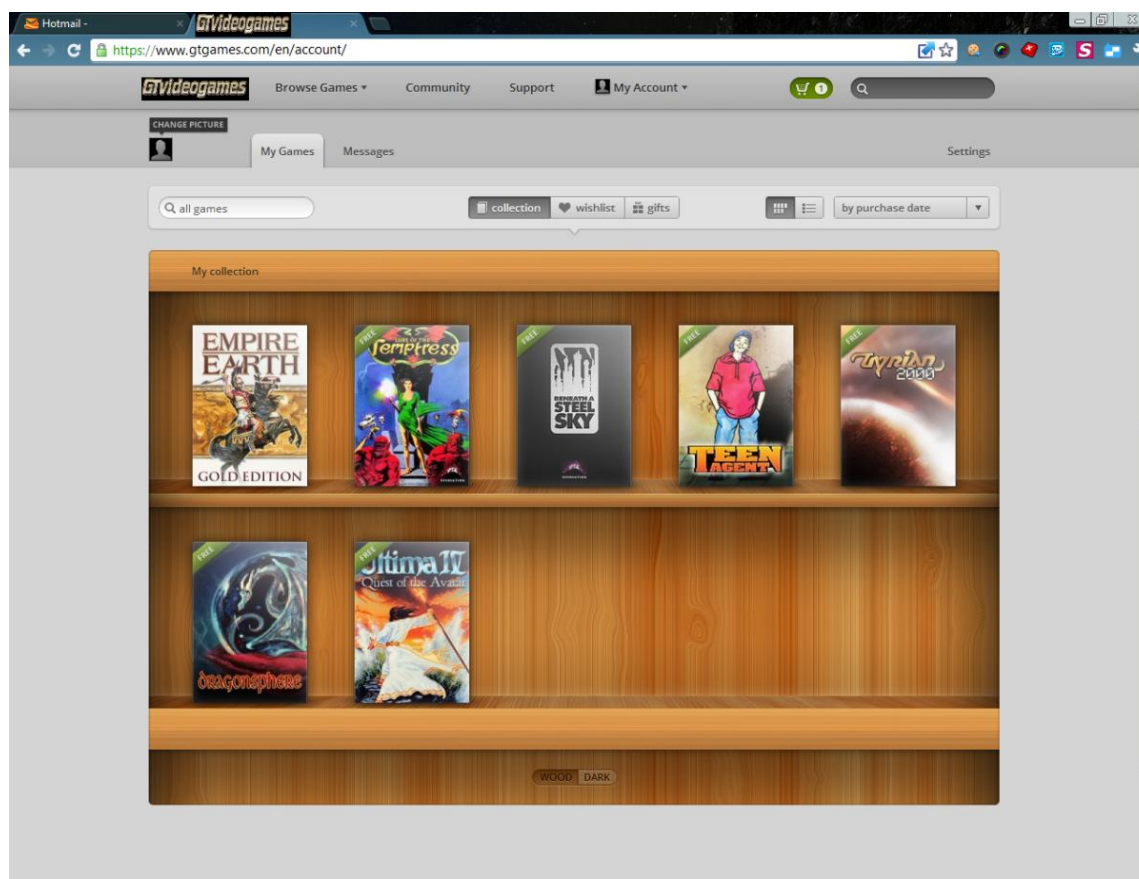 Hotmail -
GTVideogames
https://www.gtgames.com/en/account/
GTVideogames Browse Games Community Support My Account 1
CHANGE PICTURE
My Games Messages Settings
all games collection wishlist gifts by purchase date
My collection
EMPIRE
EARTH
GOLD EDITION
FREE
LURE OF THE
Temptress
FREE
BENEATH A
STEEL
SKY
FREE
TEEN
AGENT
FREE
Tyrian
2000
FREE
DRAGONSPHERE
FREE
Ultima IV
Quest of the Avatar
WOOD DARK